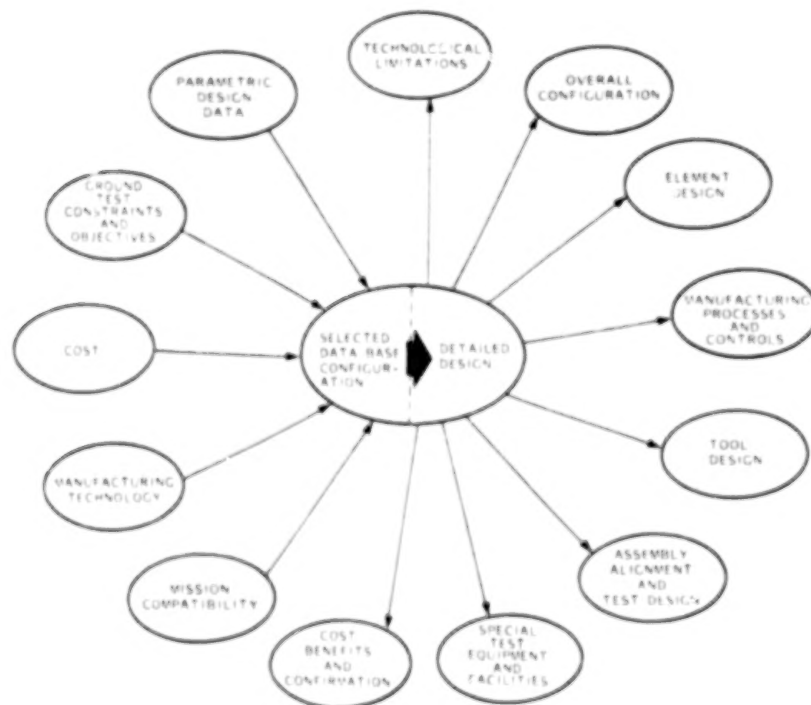 TECHNOLOGICAL
LIMITATIONS
OVERALL
CONFIGURATION
PARAMETRIC
DESIGN
DATA
ELEMENT
DESIGN
GROUND
TEST
CONSTRAINTS
AND
OBJECTIVES
MANUFACTURING
PROCESSES
AND
CONTROLS
COST
SELECTED
DATA BASE
CONFIGUR-
ATION
DETAILED
DESIGN
MANUFACTURING
TECHNOLOGY
TOOL
DESIGN
MISSION
COMPATIBILITY
ASSEMBLY
ALIGNMENT
AND
TEST DESIGN
COST
BENEFITS
AND
CONFIRMATION
SPECIAL
TEST
EQUIPMENT
AND
FACILITIES